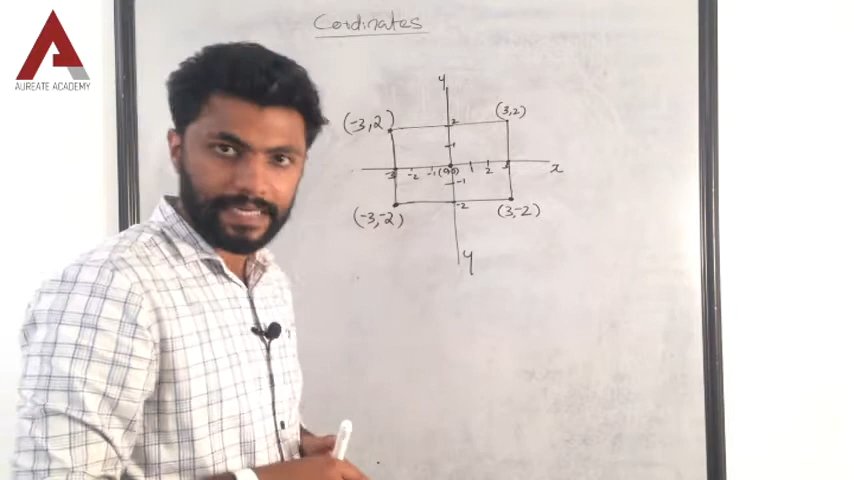 Cordinates
AUREATE ACADEMY
y
(-3,2)
(3,2)
2
1
-3 -2 -1 (0,0) 1 2 3 x
-1
(-3,-2)
-2
(3,-2)
y